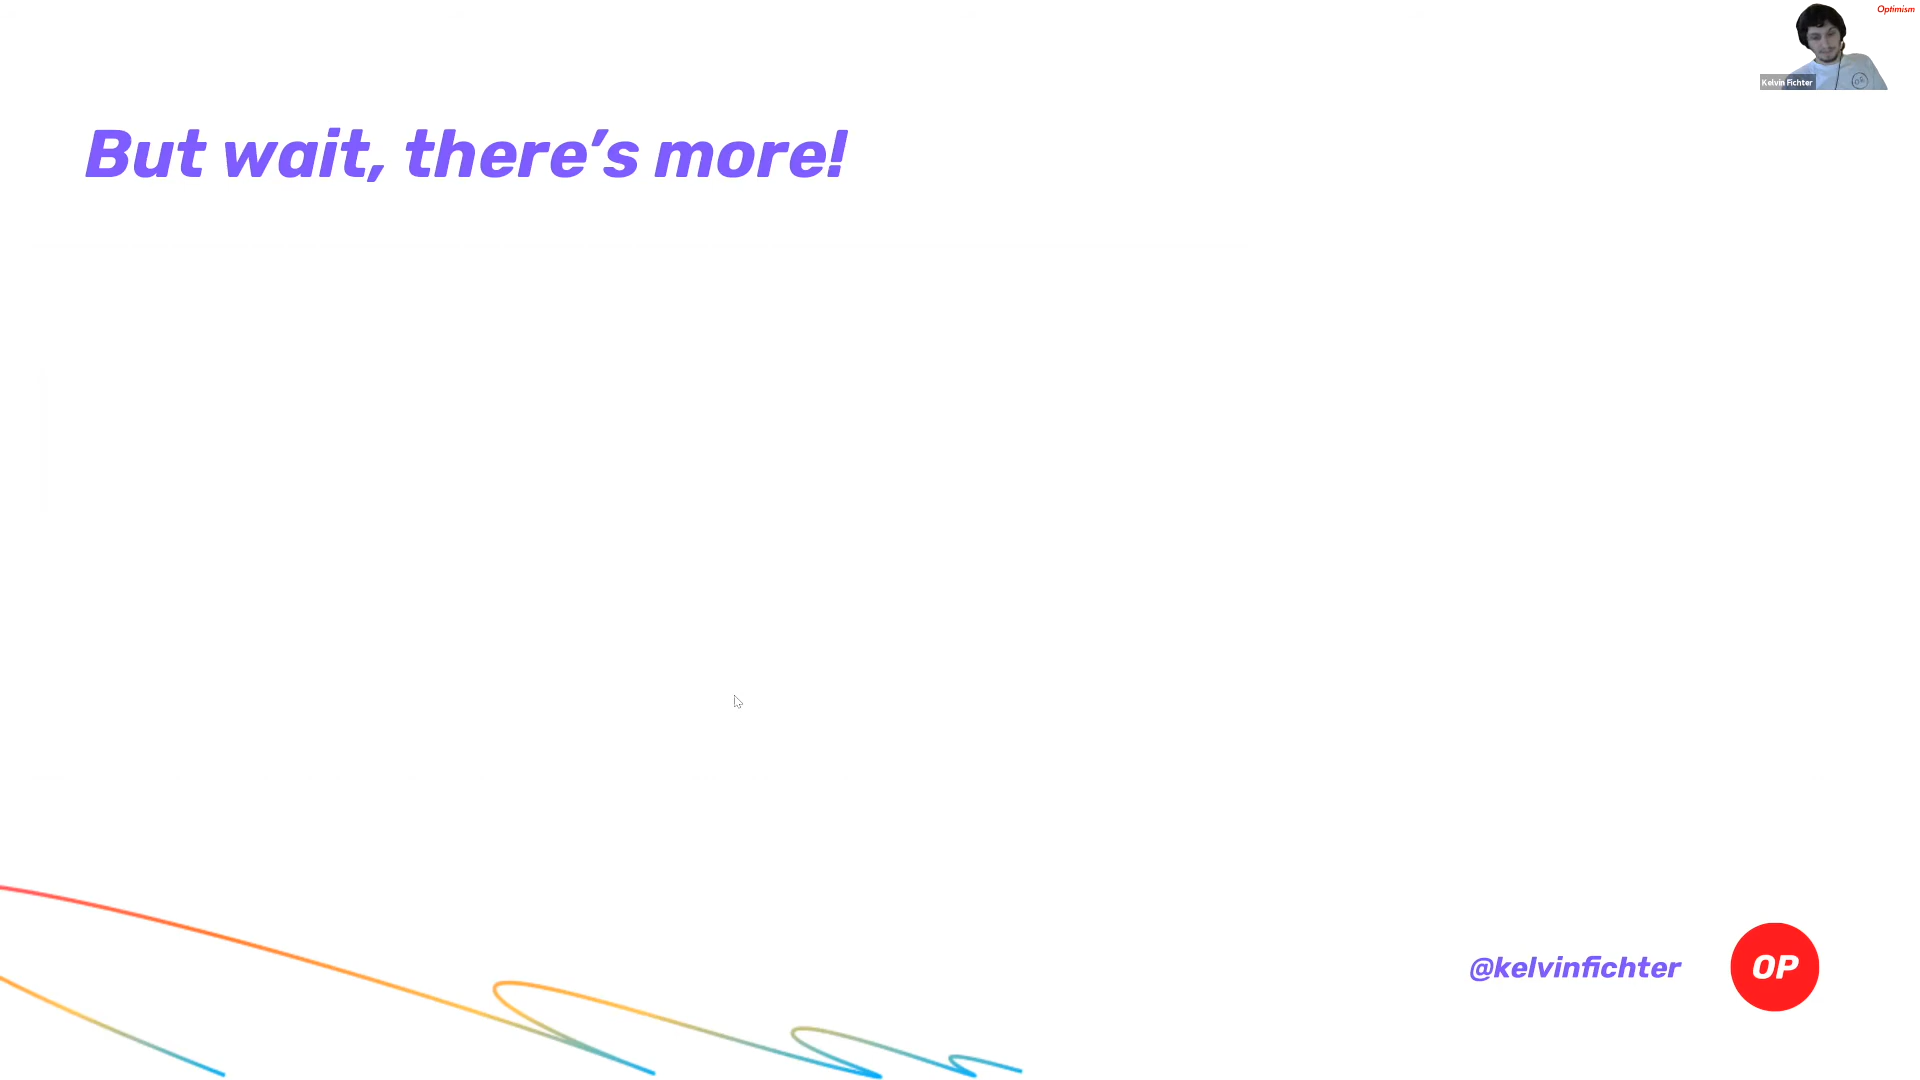 Optimism
Kelvin Fichter
But wait, there’s more!
@kelvinfichter
OP